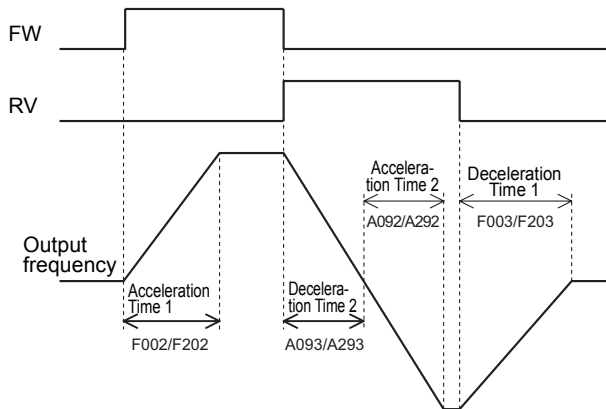 FW
RV
Accelera-
tion Time 2
A092/A292
Deceleration
Time 1
F003/F203
Output
frequency
Acceleration
Time 1
F002/F202
Decelera-
tion Time 2
A093/A293